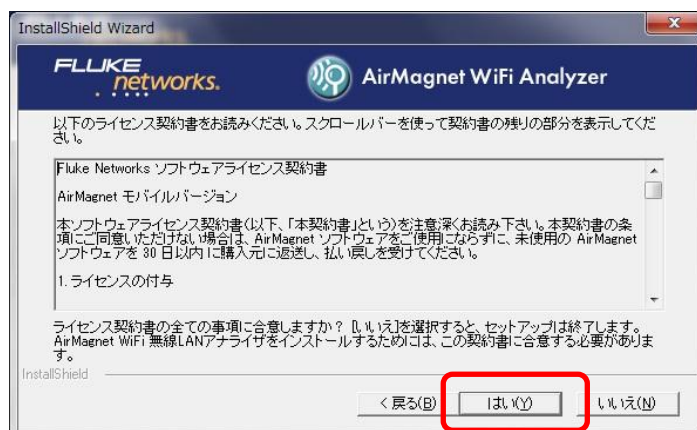 InstallShield Wizard
FLUKE
networks.
AirMagnet WiFi Analyzer
以下のライセンス契約書をお読みください。スクロールバーを使って契約書の残りの部分を表示してくだ
さい。
Fluke Networks ソフトウェアライセンス契約書
AirMagnet モバイルバージョン
本ソフトウェアライセンス契約書(以下、「本契約書」という)を注意深くお読み下さい。本契約書の条
項にご同意いただけない場合は、AirMagnet ソフトウェアをご使用にならずに、未使用の AirMagnet
ソフトウェアを 30 日以内に購入元に返送し、払い戻しを受けてください。
1. ライセンスの付与
ライセンス契約書の全ての事項に合意しますか？ [いいえ]を選択すると、セットアップは終了します。
AirMagnet WiFi 無線LANアナライザをインストールするためには、この契約書に合意する必要がありま
す。
InstallShield
< 戻る(B)
はい(Y)
いいえ(N)